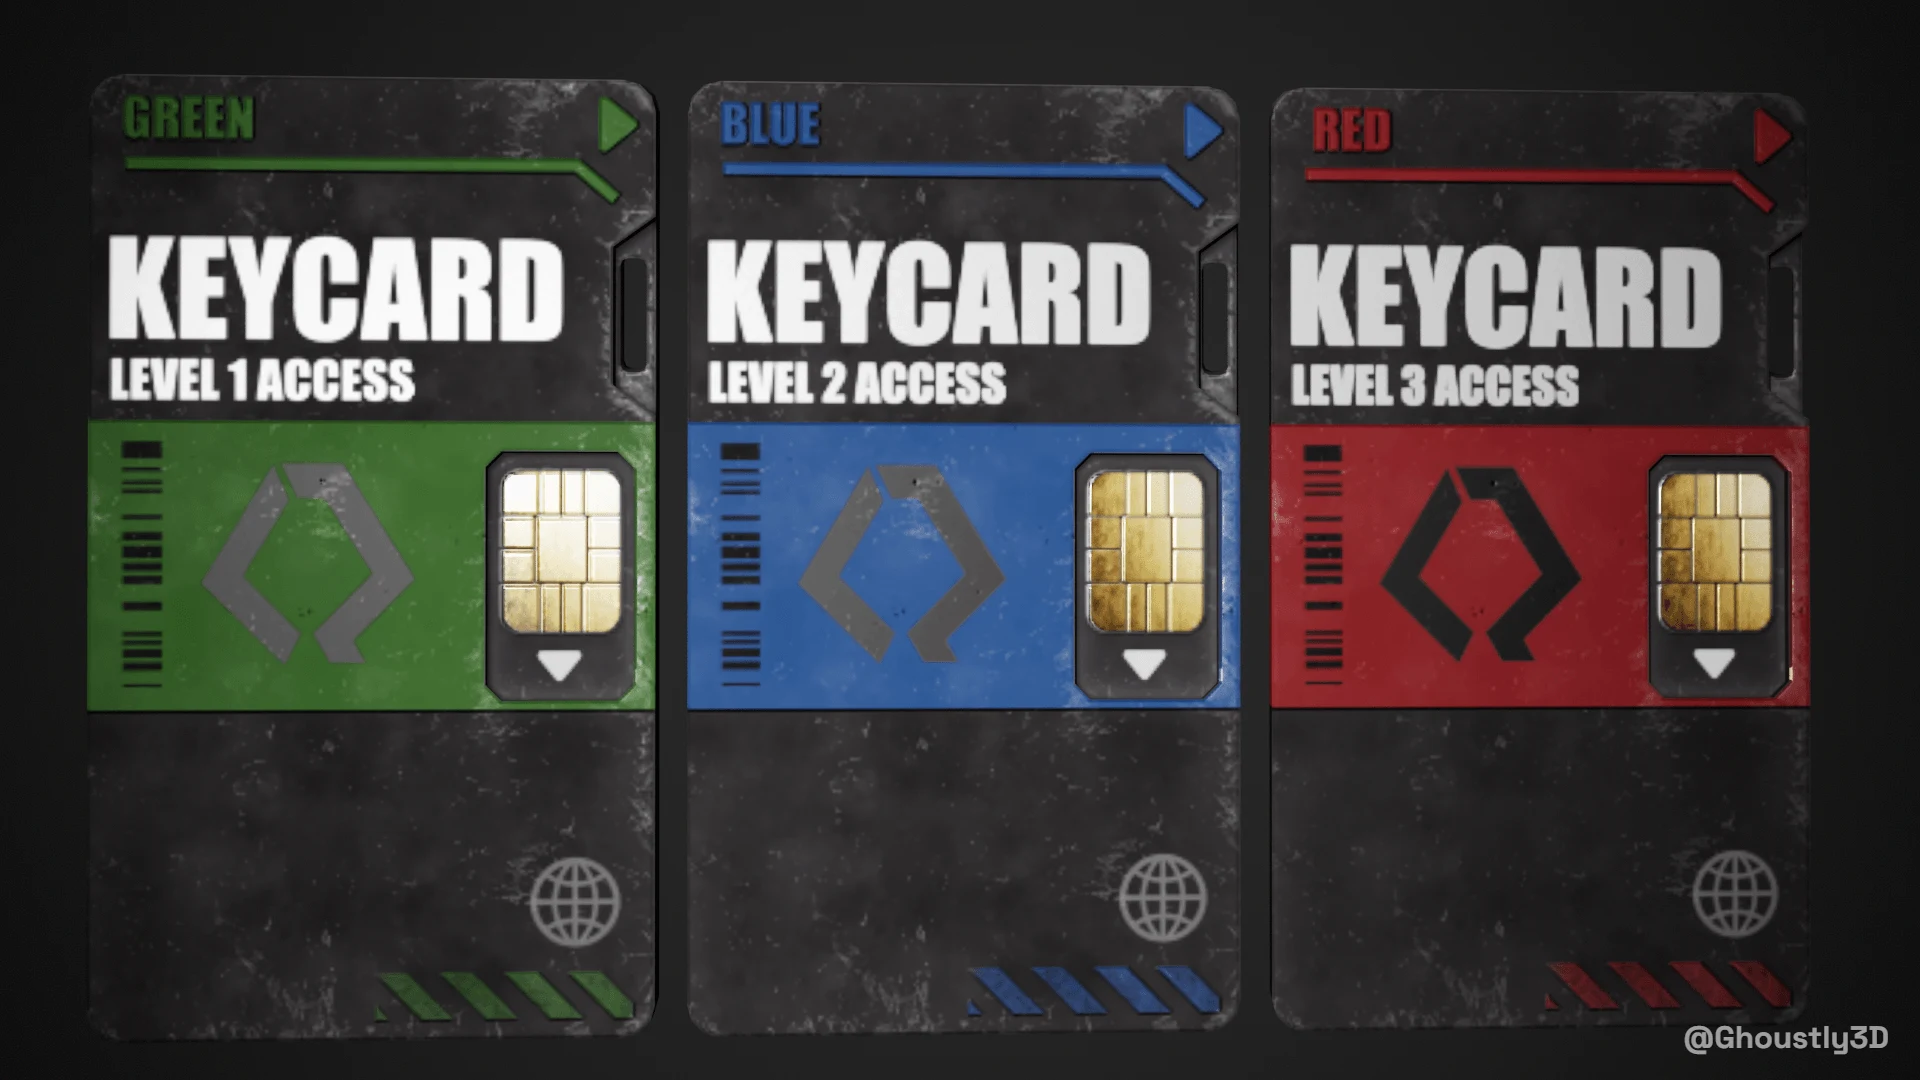 GREEN
KEYCARD
LEVEL 1 ACCESS
BLUE
KEYCARD
LEVEL 2 ACCESS
RED
KEYCARD
LEVEL 3 ACCESS
@Ghoustly3D